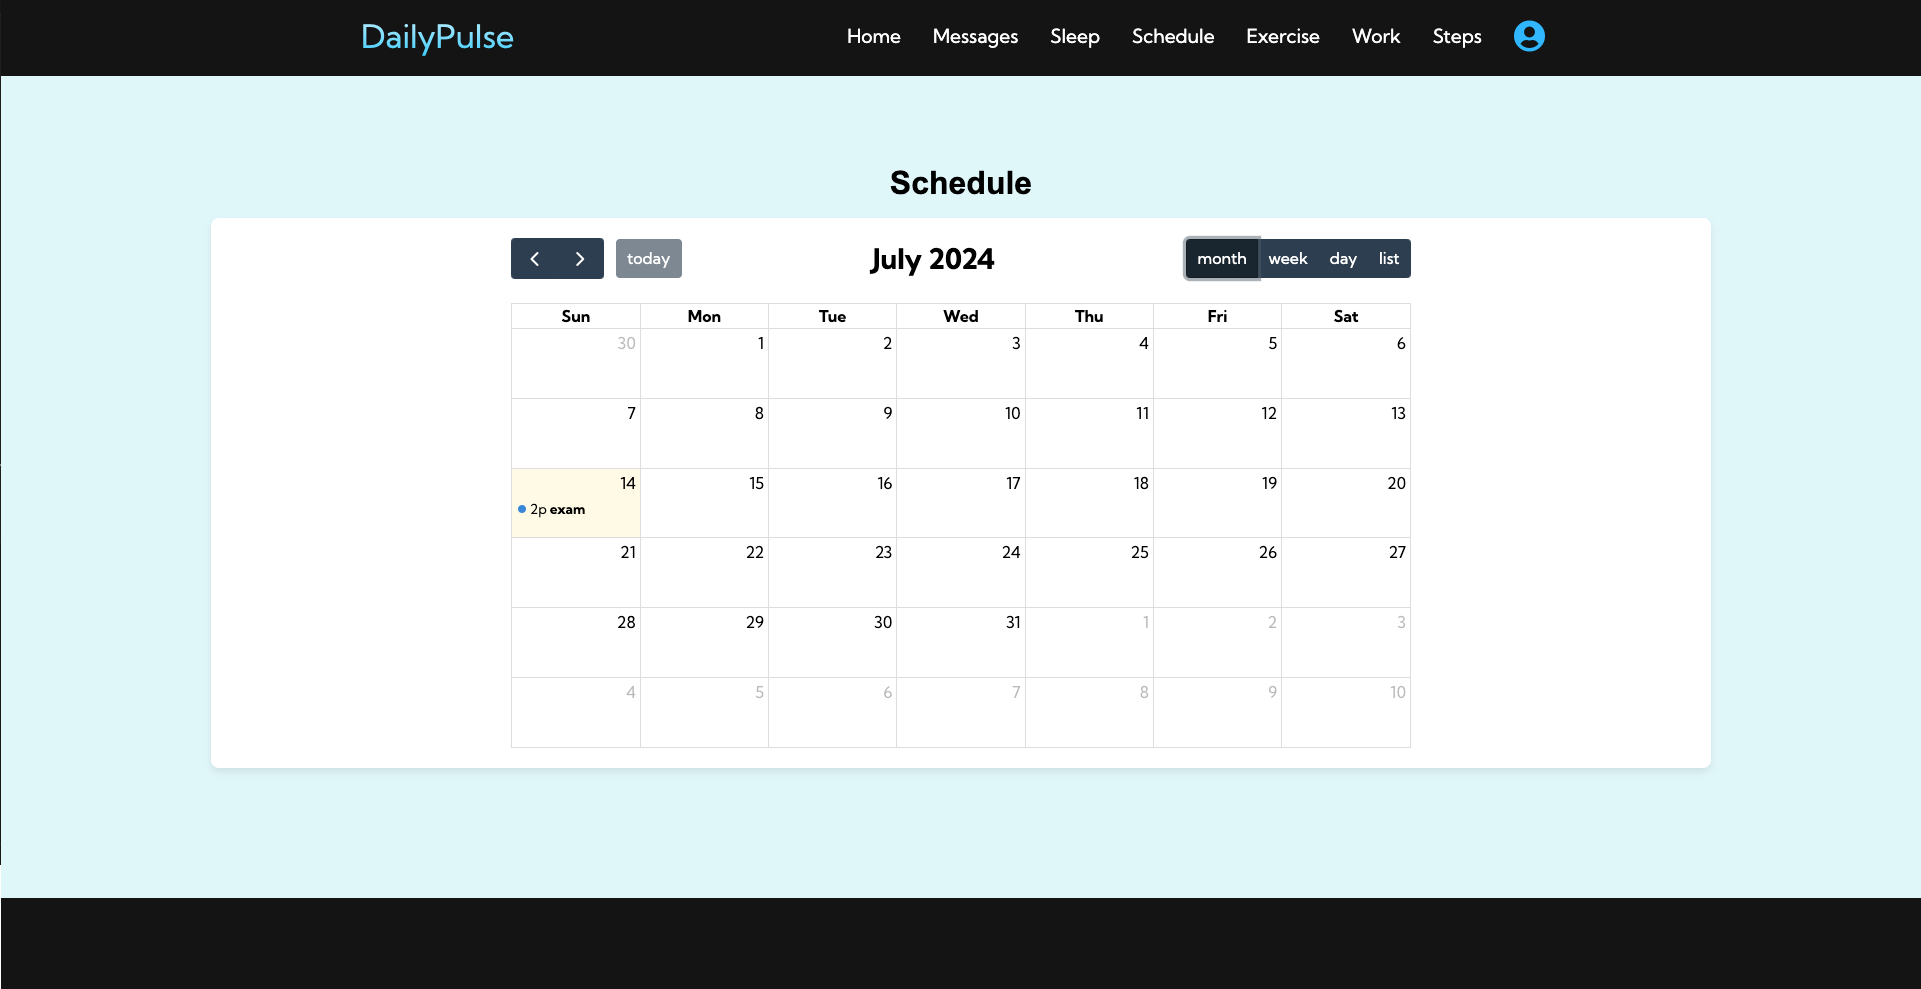 DailyPulse Home Messages Sleep Schedule Exercise Work Steps
Schedule
today July 2024 month week day list
Sun Mon Tue Wed Thu Fri Sat
30 1 2 3 4 5 6
7 8 9 10 11 12 13
14 15 16 17 18 19 20
2p exam
21 22 23 24 25 26 27
28 29 30 31 1 2 3
4 5 6 7 8 9 10